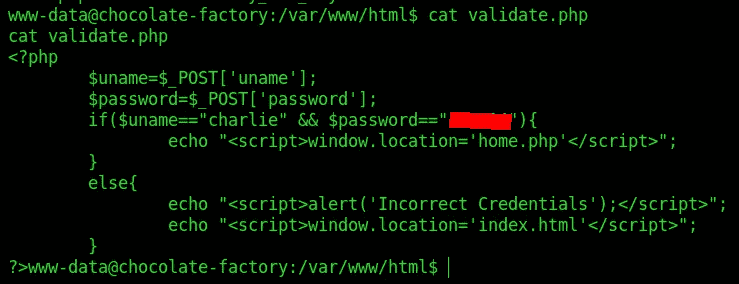 www-data@chocolate-factory:/var/www/html$ cat validate.php
cat validate.php
<?php
        $uname=$_POST['uname'];
        $password=$_POST['password'];
        if($uname=="charlie" && $password==""){
                echo "<script>window.location='home.php'</script>";
        }
        else{
                echo "<script>alert('Incorrect Credentials');</script>";
                echo "<script>window.location='index.html'</script>";
        }
?>www-data@chocolate-factory:/var/www/html$